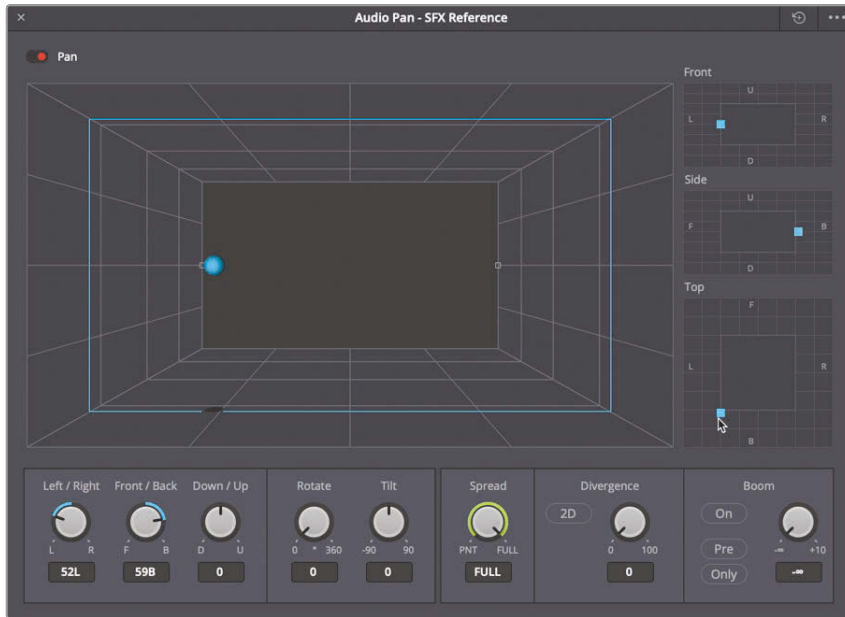 Audio Pan - SFX Reference
Pan
Front
U
L R
D
Side
U
F B
D
Top
F
L R
B
Left / Right Front / Back Down / Up Rotate Tilt Spread Divergence Boom
2D On
L R F B D U 0 ° 360 -90 90 PNT FULL 0 100 Pre -∞ +10
52L 59B 0 0 0 FULL 0 Only -∞